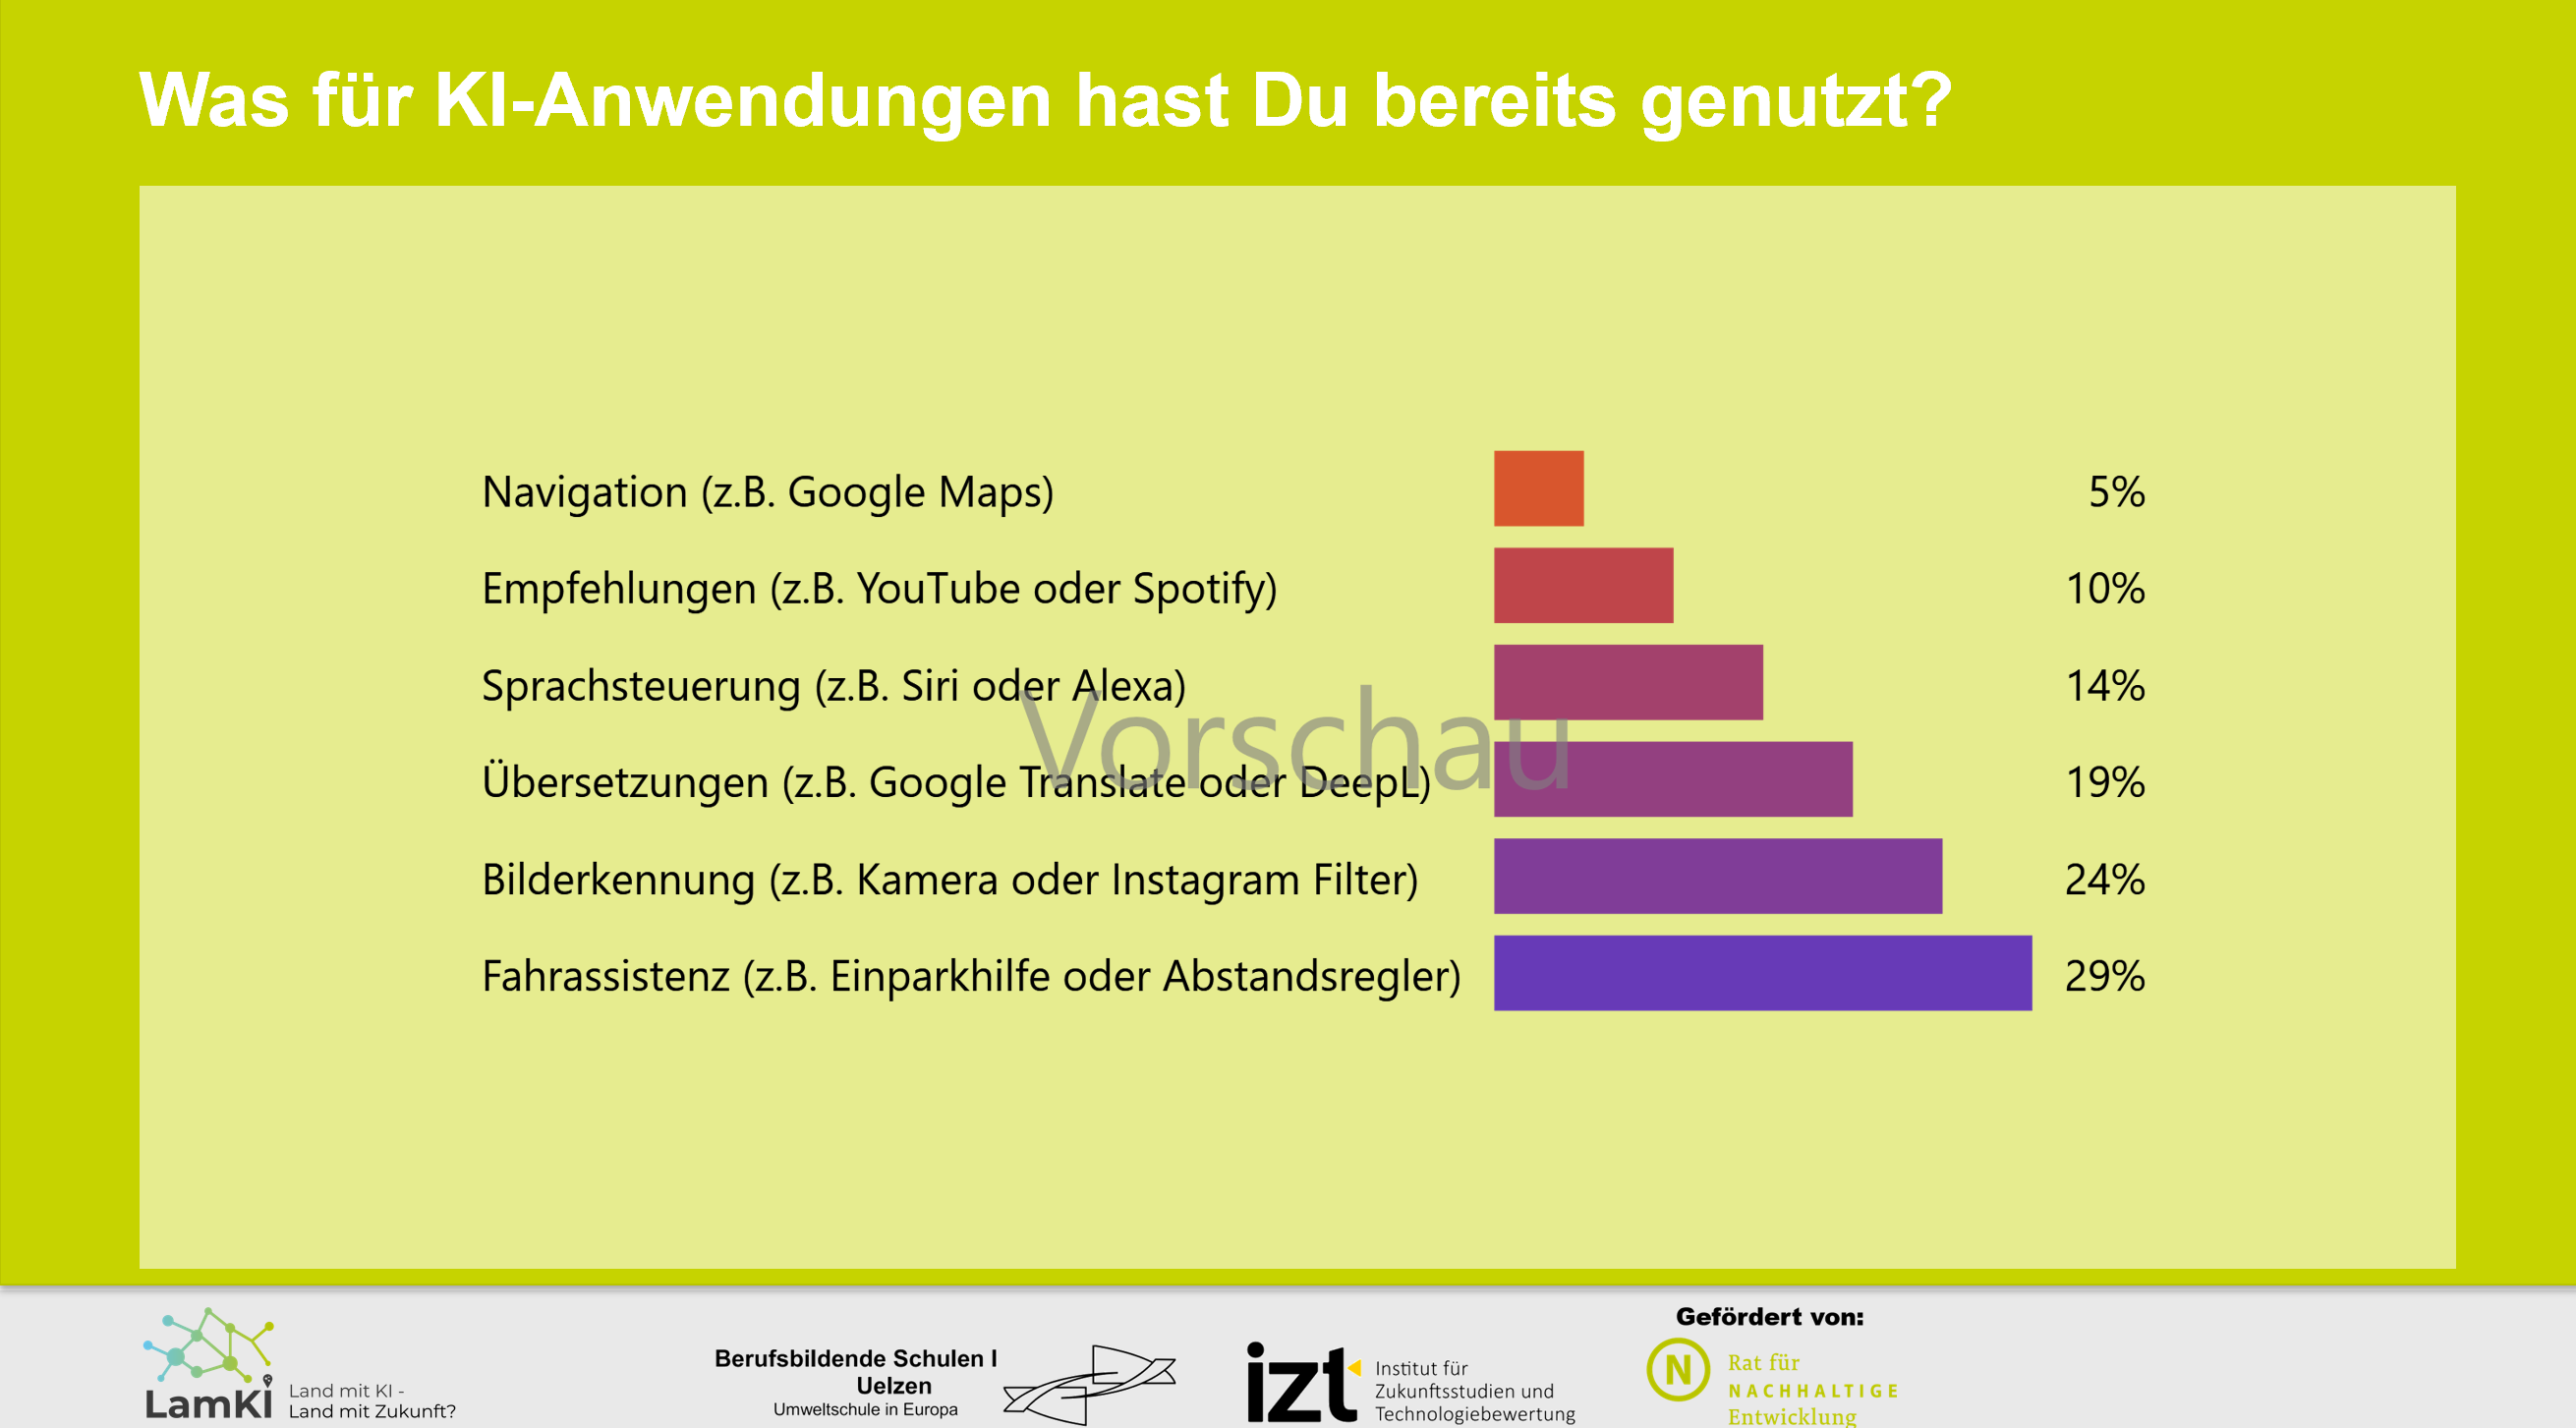 Was für KI-Anwendungen hast Du bereits genutzt?
Navigation (z.B. Google Maps) 5%
Empfehlungen (z.B. YouTube oder Spotify) 10%
Sprachsteuerung (z.B. Siri oder Alexa) 14%
Vorschau
Übersetzungen (z.B. Google Translate oder DeepL) 19%
Bilderkennung (z.B. Kamera oder Instagram Filter) 24%
Fahrassistenz (z.B. Einparkhilfe oder Abstandsregler) 29%
LamKI
Land mit KI -
Land mit Zukunft?
Berufsbildende Schulen I
Uelzen
Umweltschule in Europa
izt
Institut für
Zukunftsstudien und
Technologiebewertung
Gefördert von:
N
Rat für
NACHHALTIGE
Entwicklung